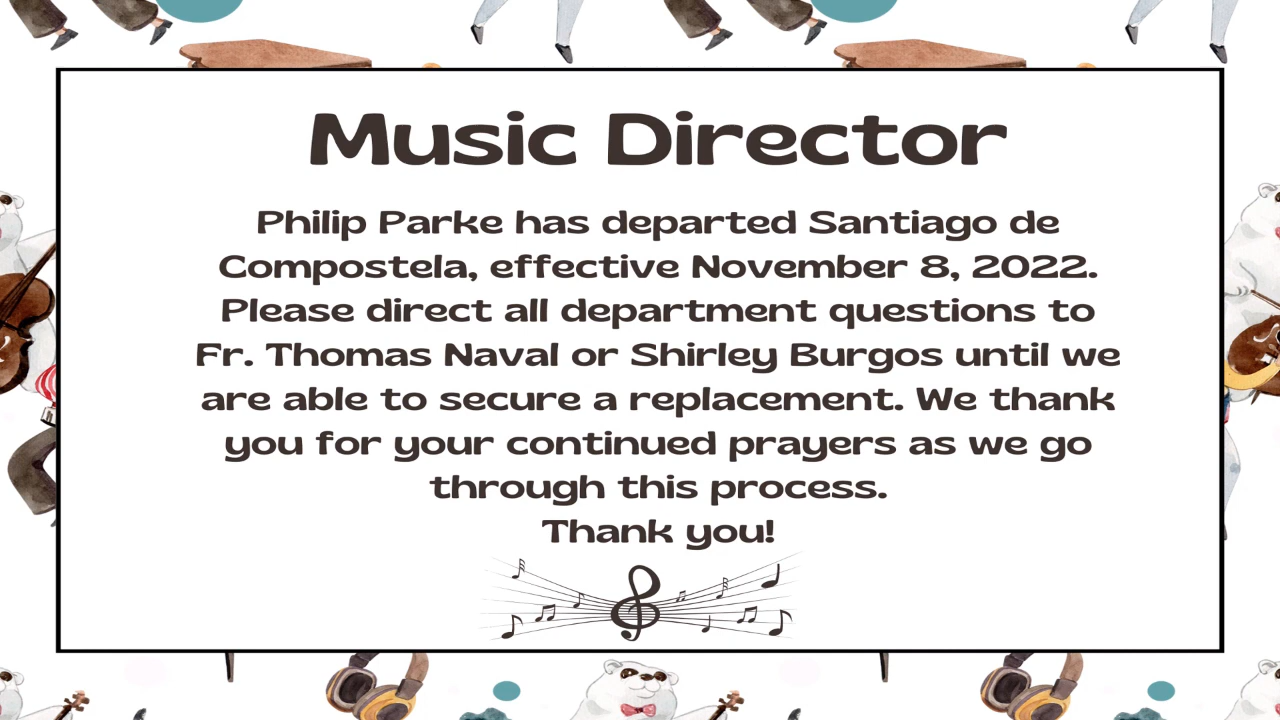 Music Director
Philip Parke has departed Santiago de
Compostela, effective November 8, 2022.
Please direct all department questions to
Fr. Thomas Naval or Shirley Burgos until we
are able to secure a replacement. We thank
you for your continued prayers as we go
through this process.
Thank you!